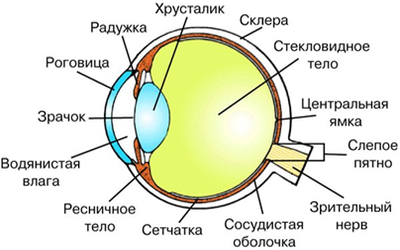 Хрусталик
Склера
Радужка
Стекловидное
тело
Роговица
Центральная
ямка
Зрачок
Слепое
пятно
Водянистая
влага
Зрительный
нерв
Ресничное
тело
Сетчатка
Сосудистая
оболочка